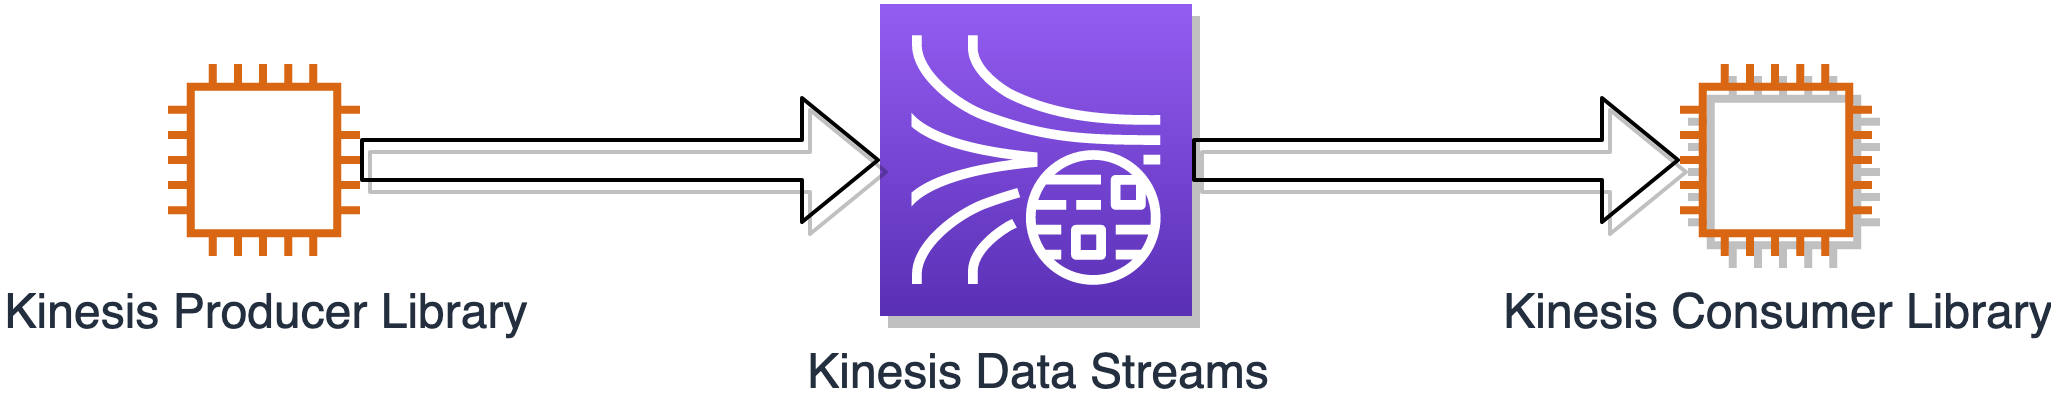 Kinesis Producer Library
Kinesis Data Streams
Kinesis Consumer Library